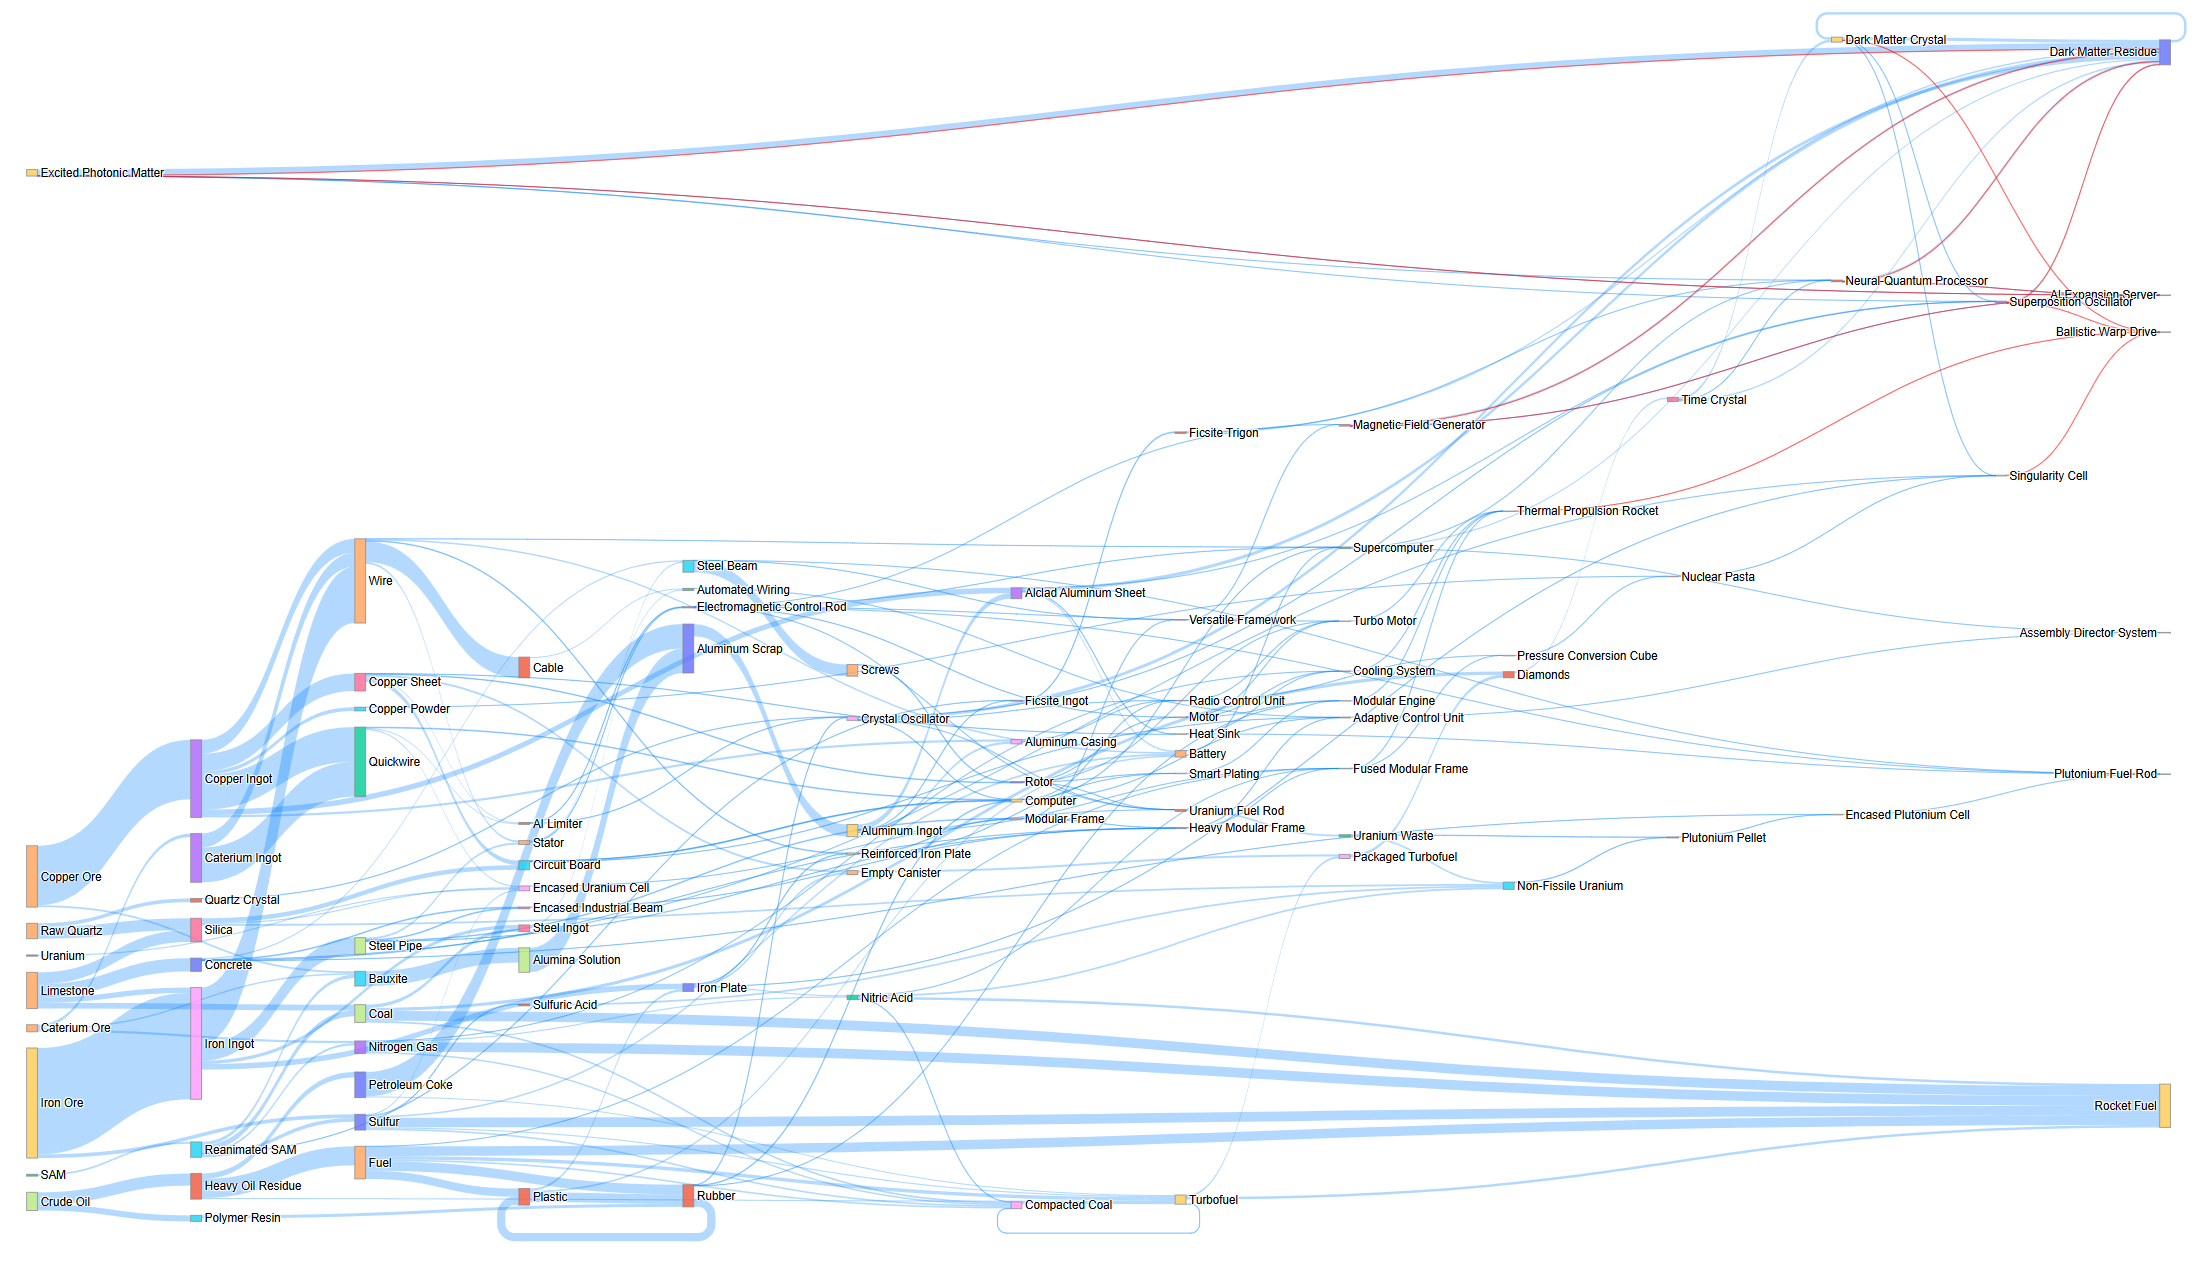 Dark Matter Crystal
Dark Matter Residue
Excited Photonic Matter
Neural-Quantum Processor
AI Expansion Server
Superposition Oscillator
Ballistic Warp Drive
Time Crystal
Magnetic Field Generator
Ficsite Trigon
Singularity Cell
Thermal Propulsion Rocket
Supercomputer
Steel Beam
Nuclear Pasta
Wire
Automated Wiring
Alclad Aluminum Sheet
Electromagnetic Control Rod
Versatile Framework
Turbo Motor
Assembly Director System
Aluminum Scrap
Pressure Conversion Cube
Cable
Screws
Cooling System
Diamonds
Copper Sheet
Ficsite Ingot
Radio Control Unit
Modular Engine
Copper Powder
Crystal Oscillator
Motor
Adaptive Control Unit
Heat Sink
Aluminum Casing
Battery
Quickwire
Fused Modular Frame
Smart Plating
Plutonium Fuel Rod
Copper Ingot
Rotor
Computer
Uranium Fuel Rod
Encased Plutonium Cell
Modular Frame
AI Limiter
Heavy Modular Frame
Aluminum Ingot
Uranium Waste
Plutonium Pellet
Stator
Reinforced Iron Plate
Packaged Turbofuel
Caterium Ingot
Circuit Board
Empty Canister
Copper Ore
Non-Fissile Uranium
Encased Uranium Cell
Quartz Crystal
Encased Industrial Beam
Steel Ingot
Silica
Raw Quartz
Steel Pipe
Uranium
Alumina Solution
Concrete
Bauxite
Iron Plate
Limestone
Nitric Acid
Sulfuric Acid
Coal
Caterium Ore
Iron Ingot
Nitrogen Gas
Petroleum Coke
Iron Ore
Rocket Fuel
Sulfur
Reanimated SAM
Fuel
SAM
Heavy Oil Residue
Plastic
Rubber
Turbofuel
Crude Oil
Compacted Coal
Polymer Resin